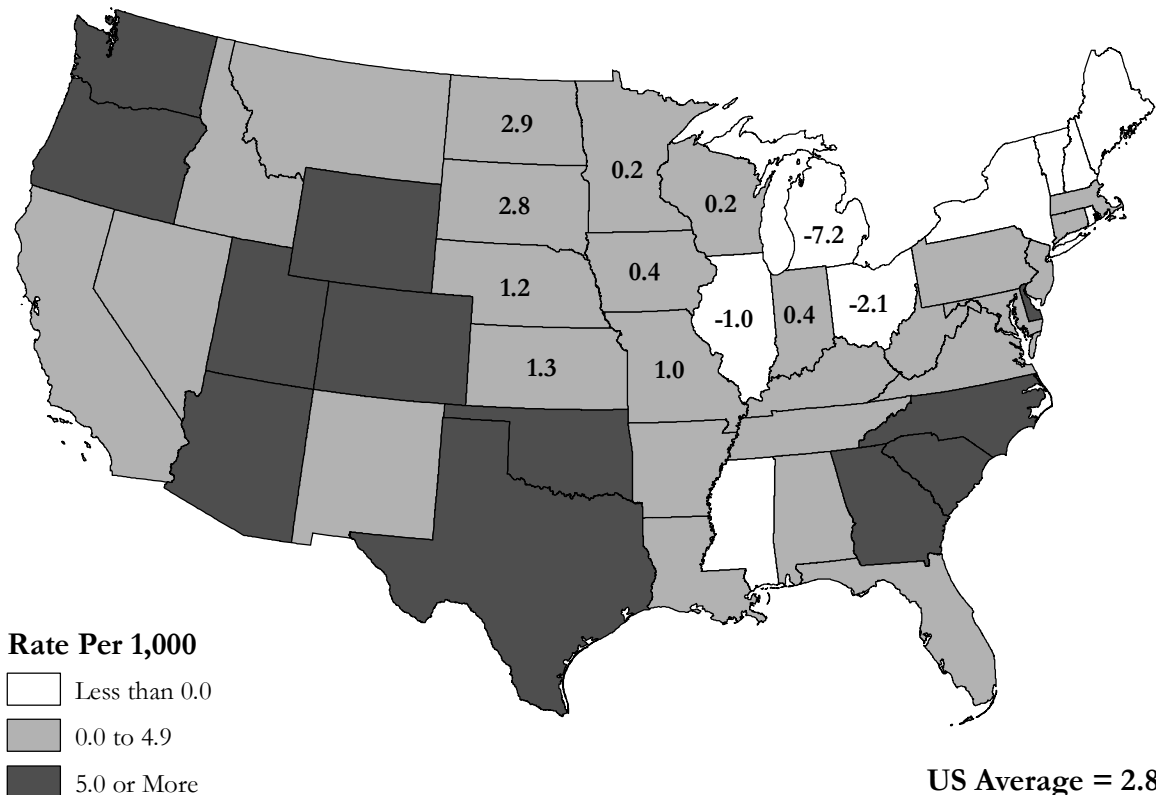 2.9
0.2
2.8
0.2
-7.2
0.4
1.2
-2.1
-1.0
0.4
1.3
1.0
Rate Per 1,000
Less than 0.0
0.0 to 4.9
5.0 or More
US Average = 2.8